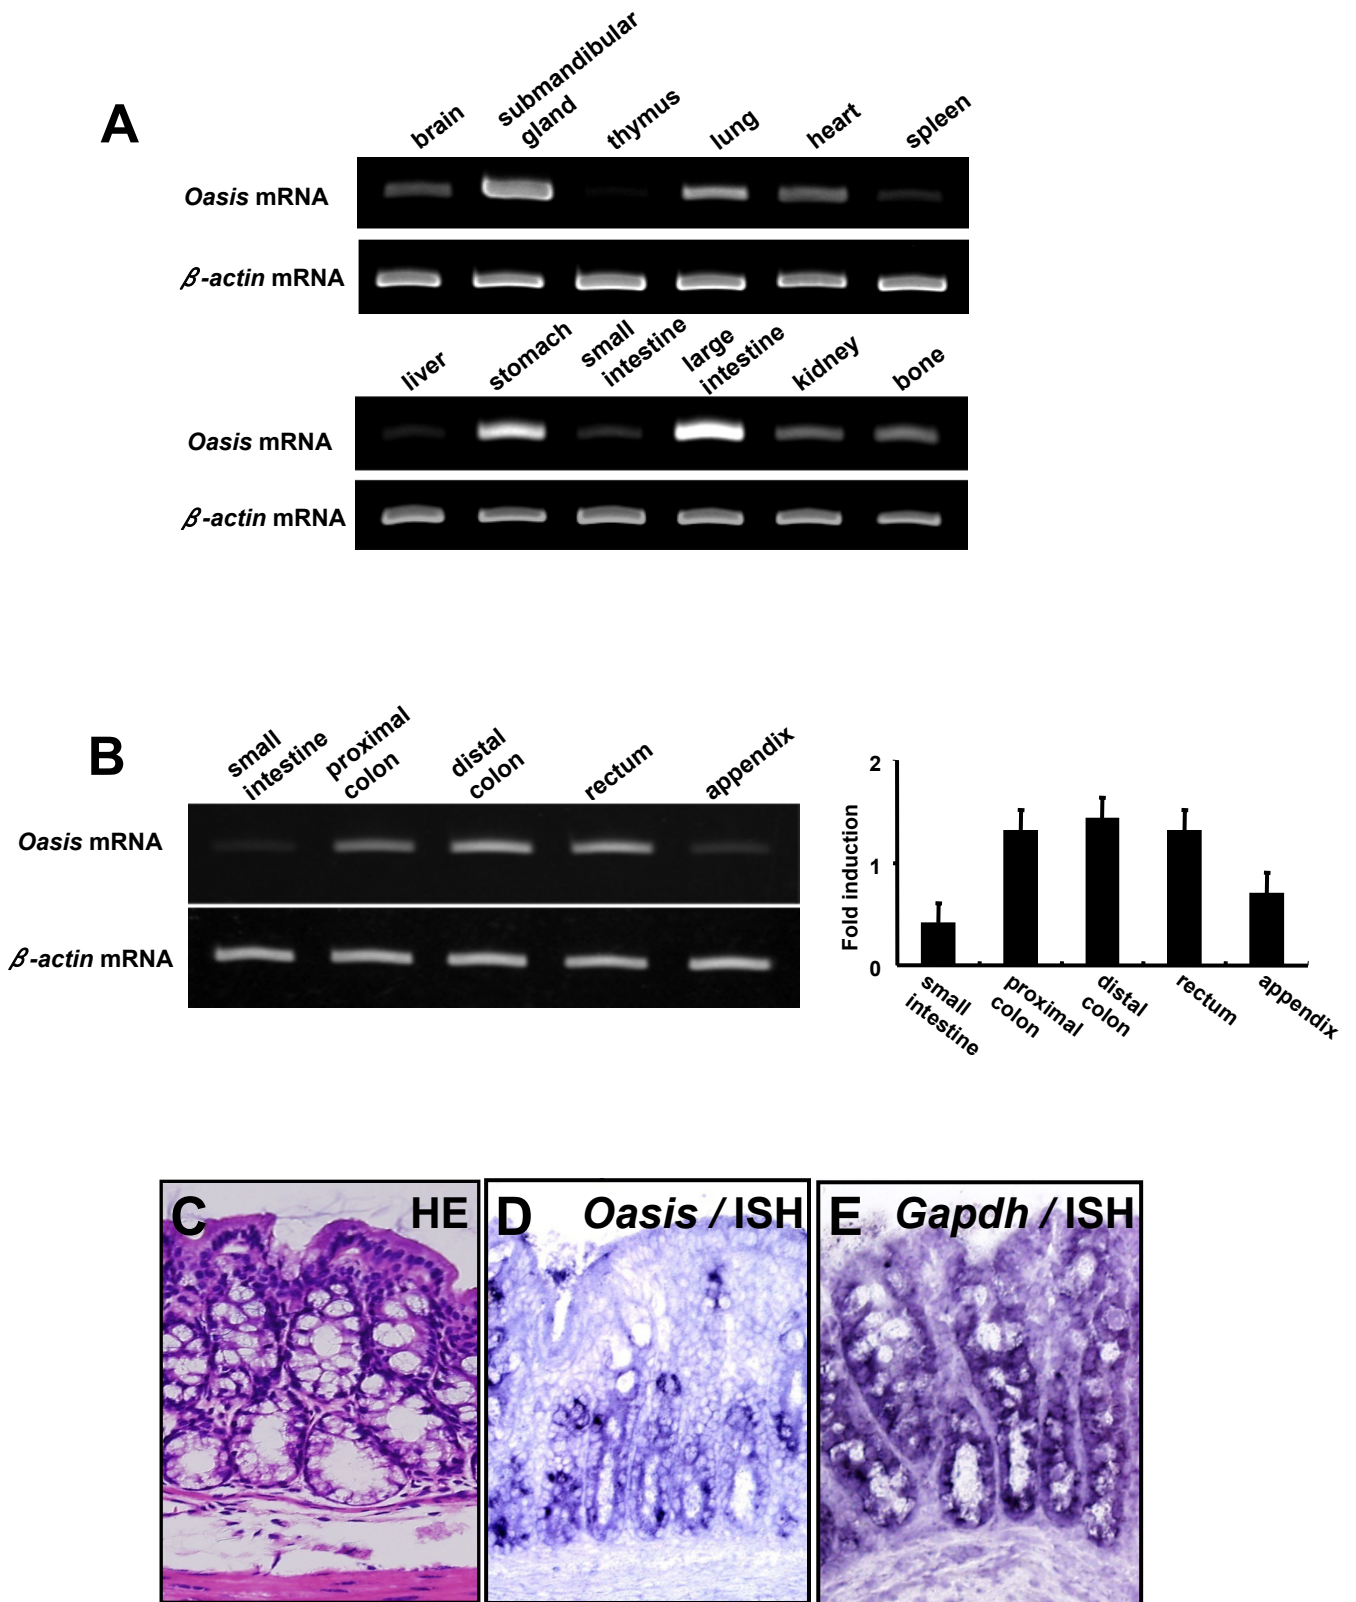 A
brain
submandibular
gland
thymus
lung
heart
spleen
Oasis mRNA
β-actin mRNA
liver
stomach
small
intestine
large
intestine
kidney
bone
Oasis mRNA
β-actin mRNA
B
small
intestine
proximal
colon
distal
colon
rectum
appendix
Oasis mRNA
β-actin mRNA
Fold induction
2
1
0
small
intestine
proximal
colon
distal
colon
rectum
appendix
C
HE
D
Oasis / ISH
E
Gapdh / ISH